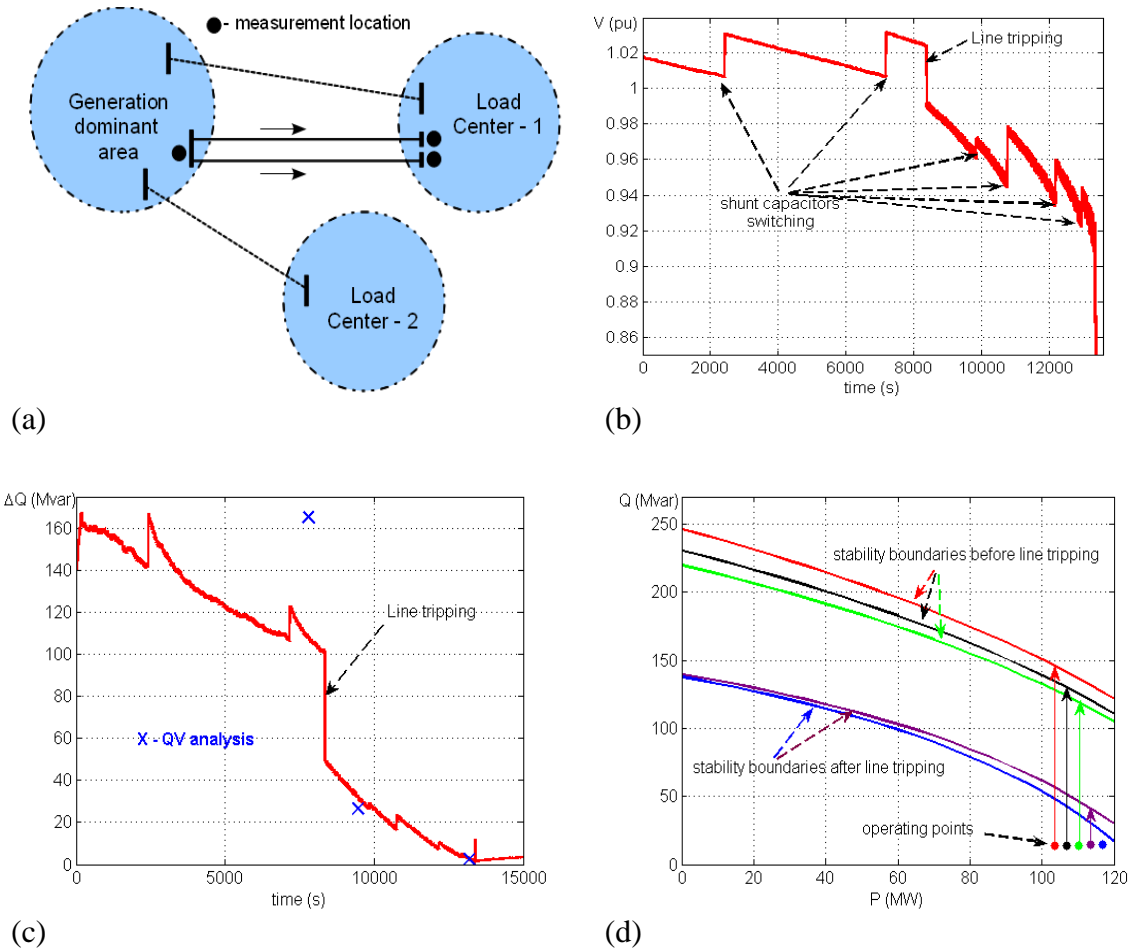 ● - measurement location
Generation
dominant
area
Load
Center - 1
Load
Center - 2
(a)
V (pu)
1.02
1
0.98
0.96
0.94
0.92
0.9
0.88
0.86
Line tripping
shunt capacitors
switching
0 2000 4000 6000 8000 10000 12000
time (s)
(b)
ΔQ (Mvar)
160
140
120
100
80
60
40
20
0
Line tripping
X - QV analysis
0 5000 10000 15000
time (s)
(c)
Q (Mvar)
250
200
150
100
50
0
stability boundaries before line tripping
stability boundaries after line tripping
operating points
0 20 40 60 80 100 120
P (MW)
(d)